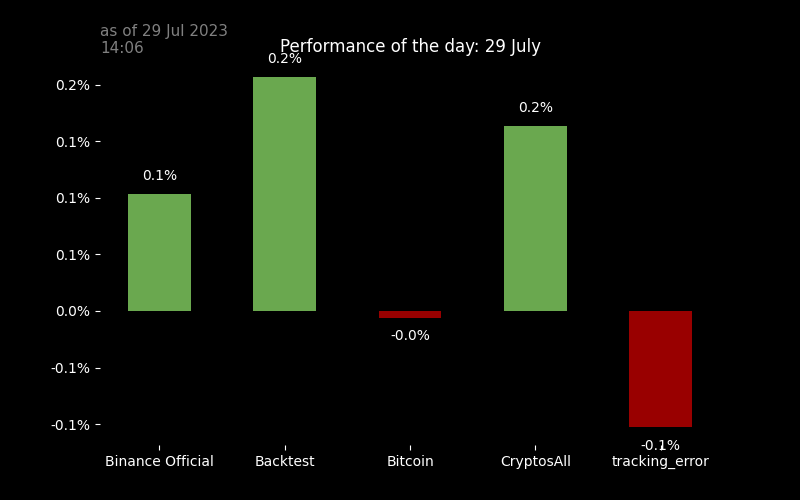 as of 29 Jul 2023
14:06
Performance of the day: 29 July
0.2%
0.1%
0.1%
0.1%
0.0%
-0.1%
-0.1%
0.1%
0.2%
-0.0%
0.2%
-0.1%
Binance Official
Backtest
Bitcoin
CryptosAll
tracking_error